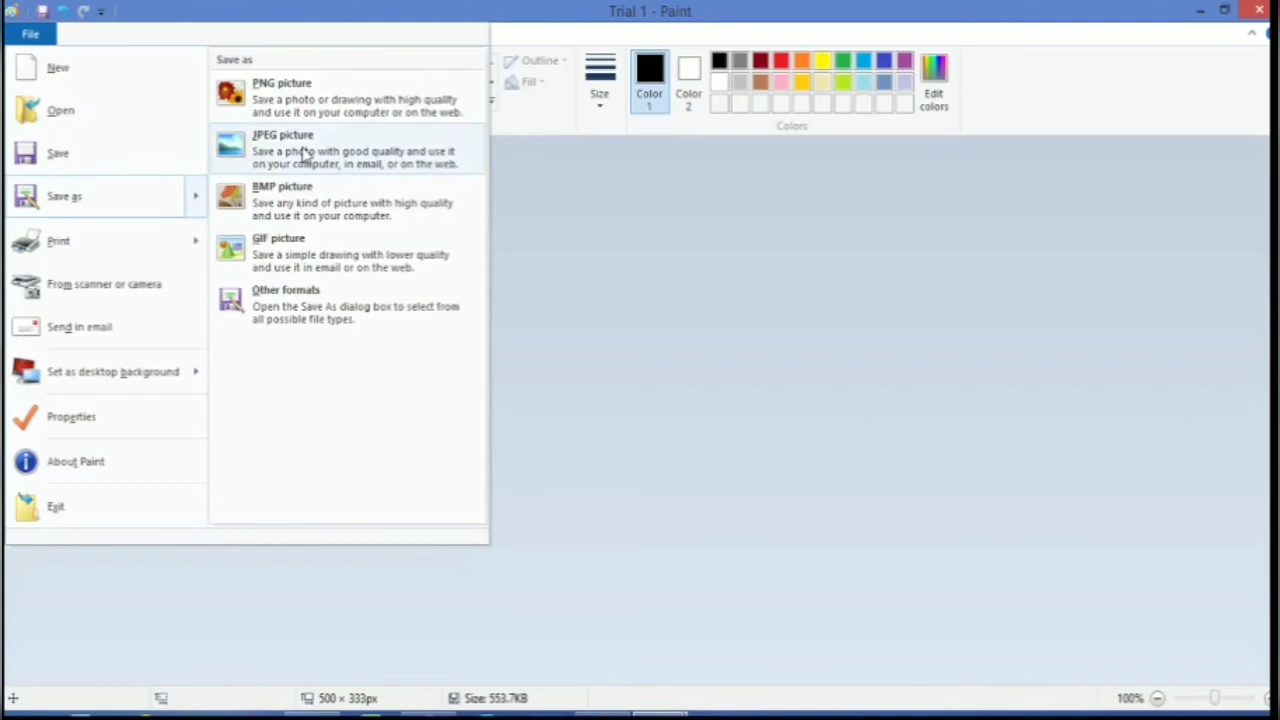 Trial 1 - Paint
File
New
Open
Save
Save as
Print
From scanner or camera
Send in email
Set as desktop background
Properties
About Paint
Exit
Save as
PNG picture
Save a photo or drawing with high quality
and use it on your computer or on the web.
JPEG picture
Save a photo with good quality and use it
on your computer, in email, or on the web.
BMP picture
Save any kind of picture with high quality
and use it on your computer.
GIF picture
Save a simple drawing with lower quality
and use it in email or on the web.
Other formats
Open the Save As dialog box to select from
all possible file types.
Outline
Fill
Size
Color
1
Color
2
Edit
colors
Colors
500 × 333px
Size: 553.7KB
100%